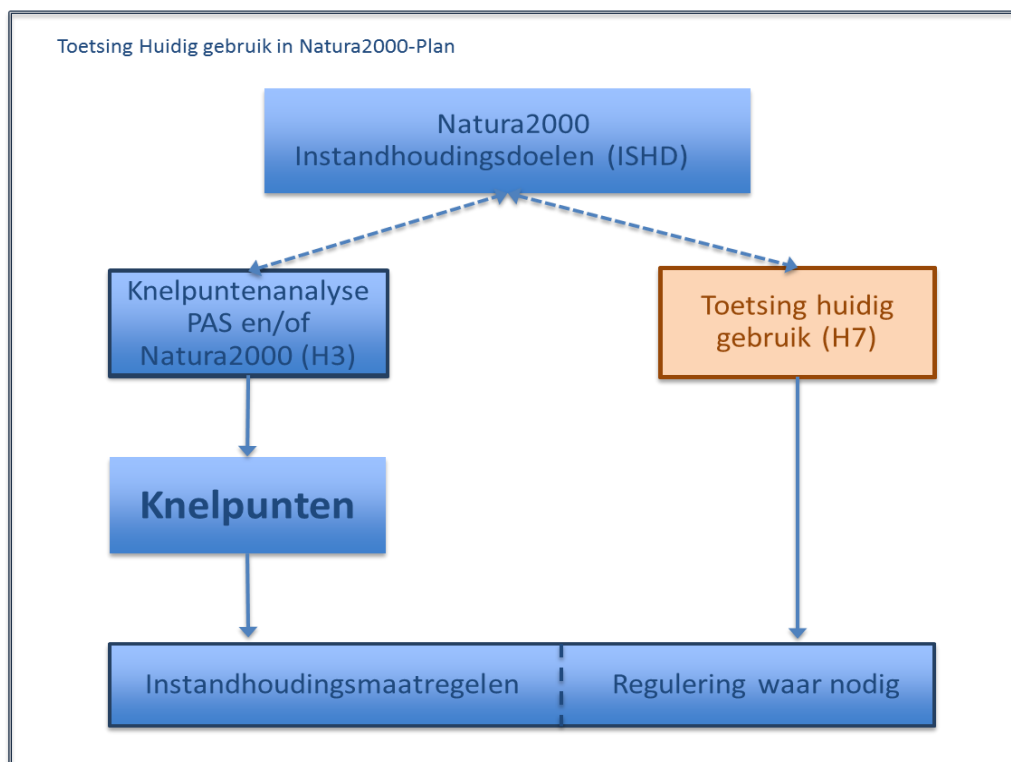 Toetsing Huidig gebruik in Natura2000-Plan
Natura2000
Instandhoudingsdoelen (ISHD)
Knelpuntenanalyse
PAS en/of
Natura2000 (H3)
Toetsing huidig
gebruik (H7)
Knelpunten
Instandhoudingsmaatregelen
Regulering waar nodig